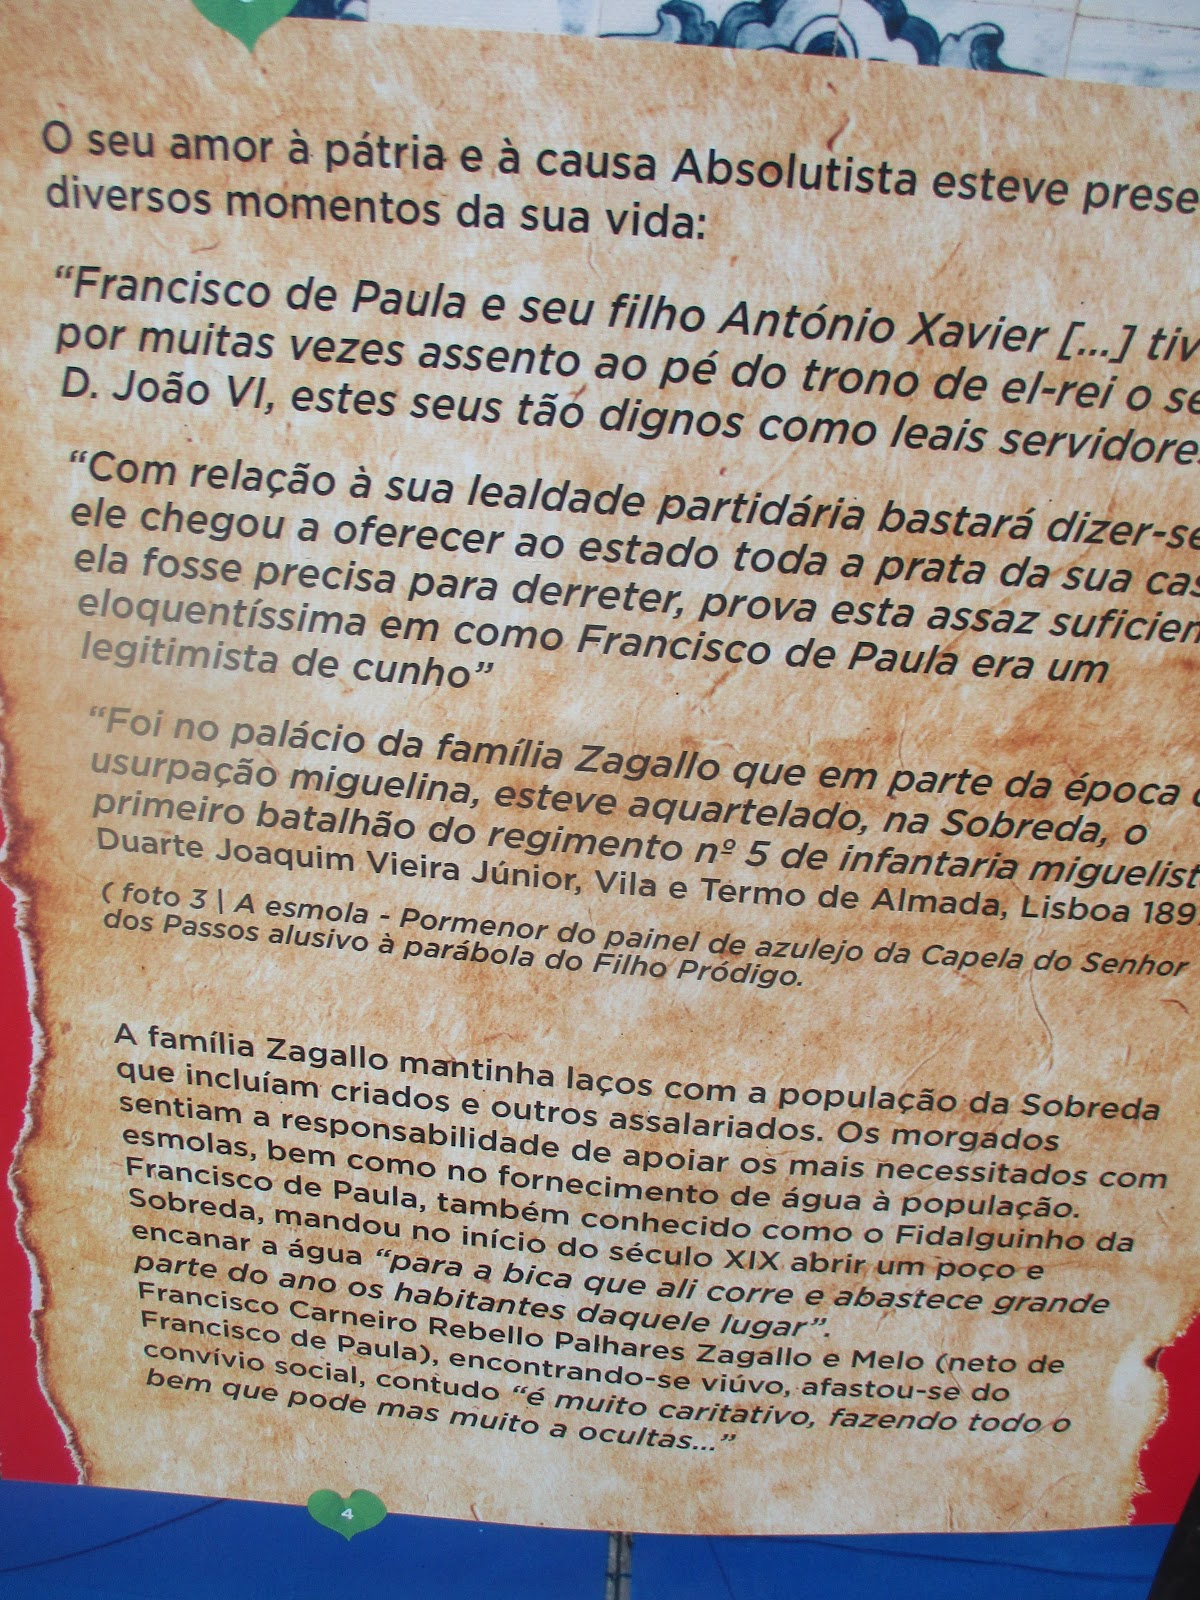 O seu amor à pátria e à causa Absolutista esteve prese
diversos momentos da sua vida:
“Francisco de Paula e seu filho António Xavier [...] tiv
por muitas vezes assento ao pé do trono de el-rei o se
D. João VI, estes seus tão dignos como leais servidores
“Com relação à sua lealdade partidária bastará dizer-se
ele chegou a oferecer ao estado toda a prata da sua cas
ela fosse precisa para derreter, prova esta assaz suficien
eloquentíssima em como Francisco de Paula era um
legitimista de cunho”
“Foi no palácio da família Zagallo que em parte da época d
usurpação miguelina, esteve aquartelado, na Sobreda, o
primeiro batalhão do regimento nº 5 de infantaria miguelist
Duarte Joaquim Vieira Júnior, Vila e Termo de Almada, Lisboa 189
( foto 3 | A esmola - Pormenor do painel de azulejo da Capela do Senhor
dos Passos alusivo à parábola do Filho Pródigo.
A família Zagallo mantinha laços com a população da Sobreda
que incluíam criados e outros assalariados. Os morgados
sentiam a responsabilidade de apoiar os mais necessitados com
esmolas, bem como no fornecimento de água à população.
Francisco de Paula, também conhecido como o Fidalguinho da
Sobreda, mandou no início do século XIX abrir um poço e
encanar a água “para a bica que ali corre e abastece grande
parte do ano os habitantes daquele lugar”.
Francisco Carneiro Rebello Palhares Zagallo e Melo (neto de
Francisco de Paula), encontrando-se viúvo, afastou-se do
convívio social, contudo “é muito caritativo, fazendo todo o
bem que pode mas muito a ocultas...”
4